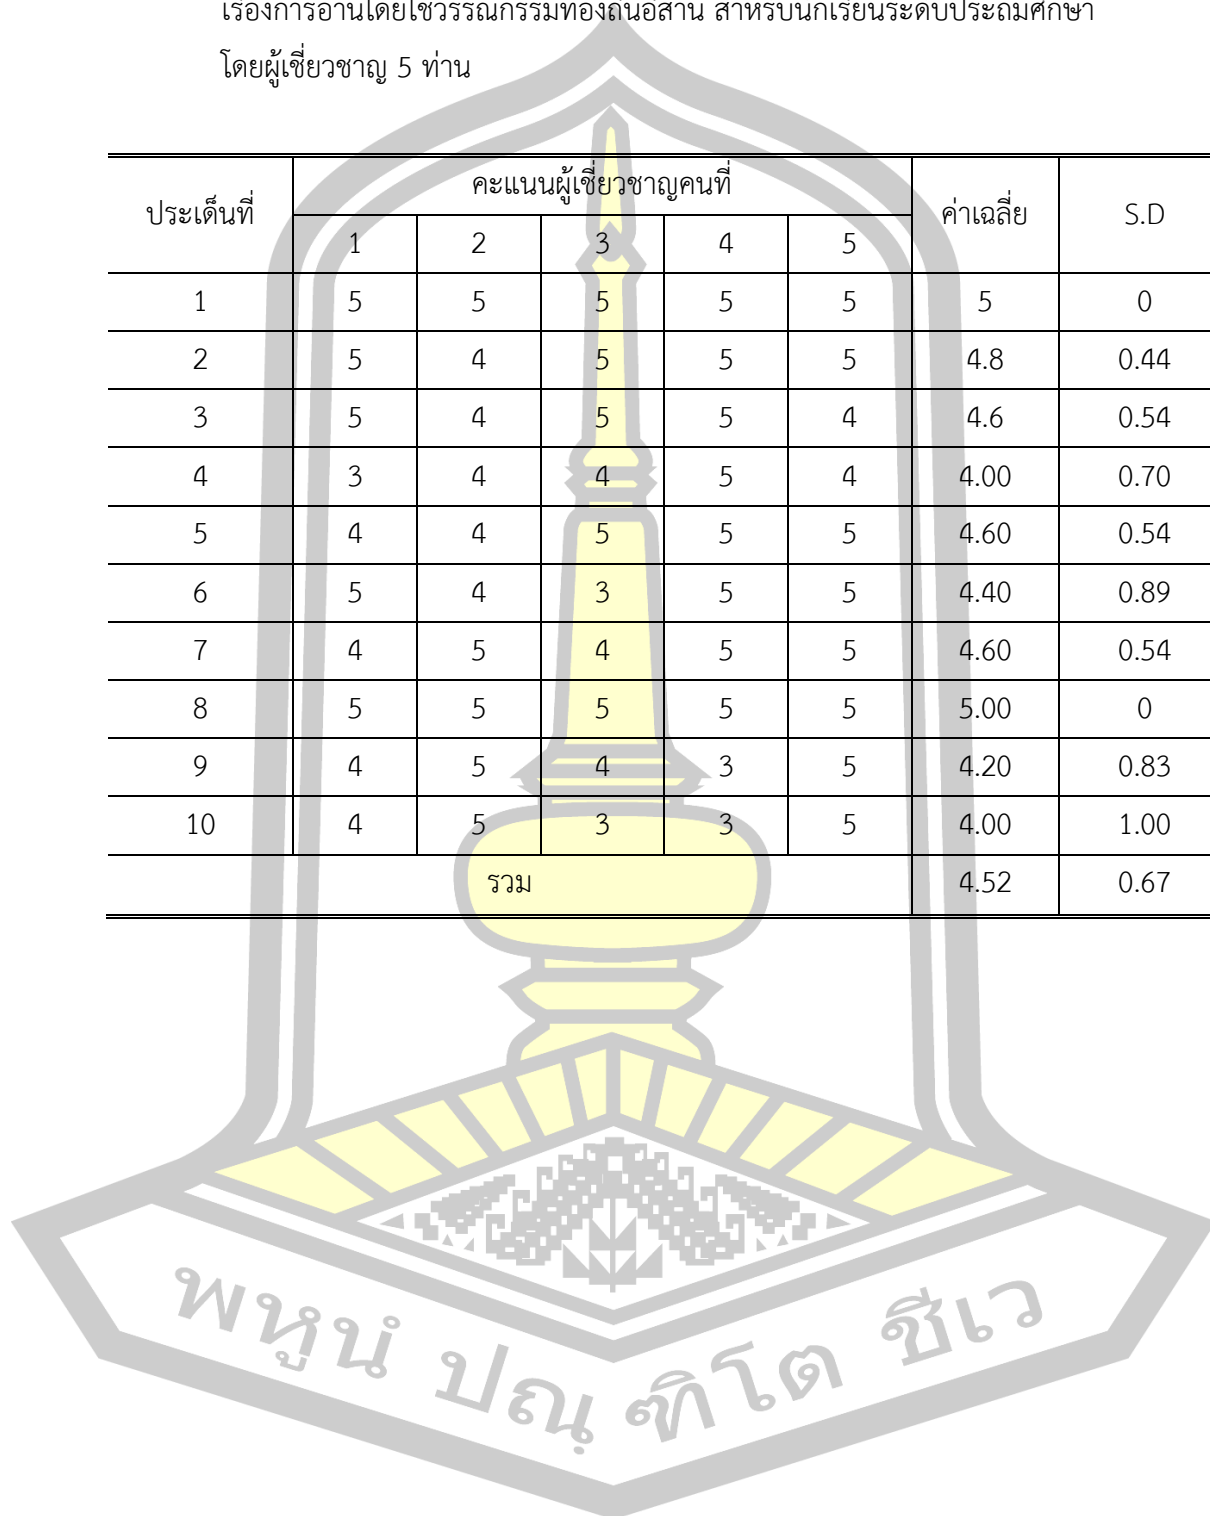 เรื่องการอ่านโดยใช้วรรณกรรมท้องถิ่นอีสาน สำหรับนักเรียนระดับประถมศึกษา
โดยผู้เชี่ยวชาญ 5 ท่าน
ประเด็นที่ คะแนนผู้เชี่ยวชาญคนที่ ค่าเฉลี่ย S.D
1 2 3 4 5
1 5 5 5 5 5 5 0
2 5 4 5 5 5 4.8 0.44
3 5 4 5 5 4 4.6 0.54
4 3 4 4 5 4 4.00 0.70
5 4 4 5 5 5 4.60 0.54
6 5 4 3 5 5 4.40 0.89
7 4 5 4 5 5 4.60 0.54
8 5 5 5 5 5 5.00 0
9 4 5 4 3 5 4.20 0.83
10 4 5 3 3 5 4.00 1.00
รวม 4.52 0.67
พหูนํ ปณฺฑิโต ชีเว